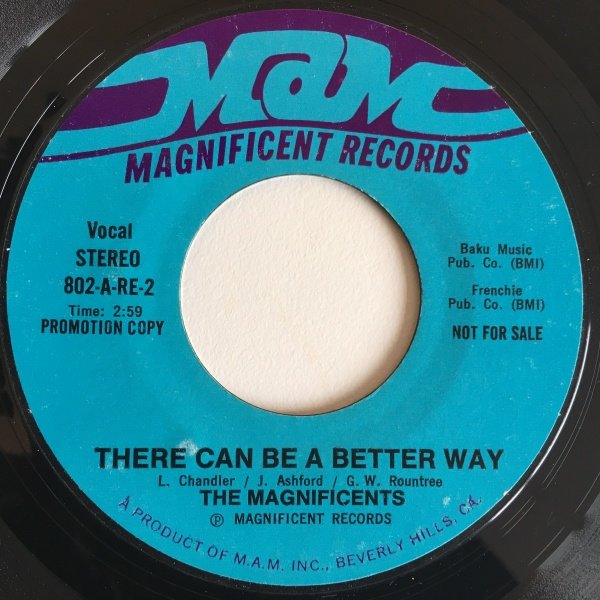 MAM
MAGNIFICENT RECORDS
Vocal
STEREO
802-A-RE-2
Time: 2:59
PROMOTION COPY
Baku Music
Pub. Co. (BMI)
Frenchie
Pub. Co. (BMI)
NOT FOR SALE
THERE CAN BE A BETTER WAY
L. Chandler / J. Ashford / G. W. Rountree
THE MAGNIFICENTS
℗ MAGNIFICENT RECORDS
A PRODUCT OF M.A.M. INC., BEVERLY HILLS, CA.